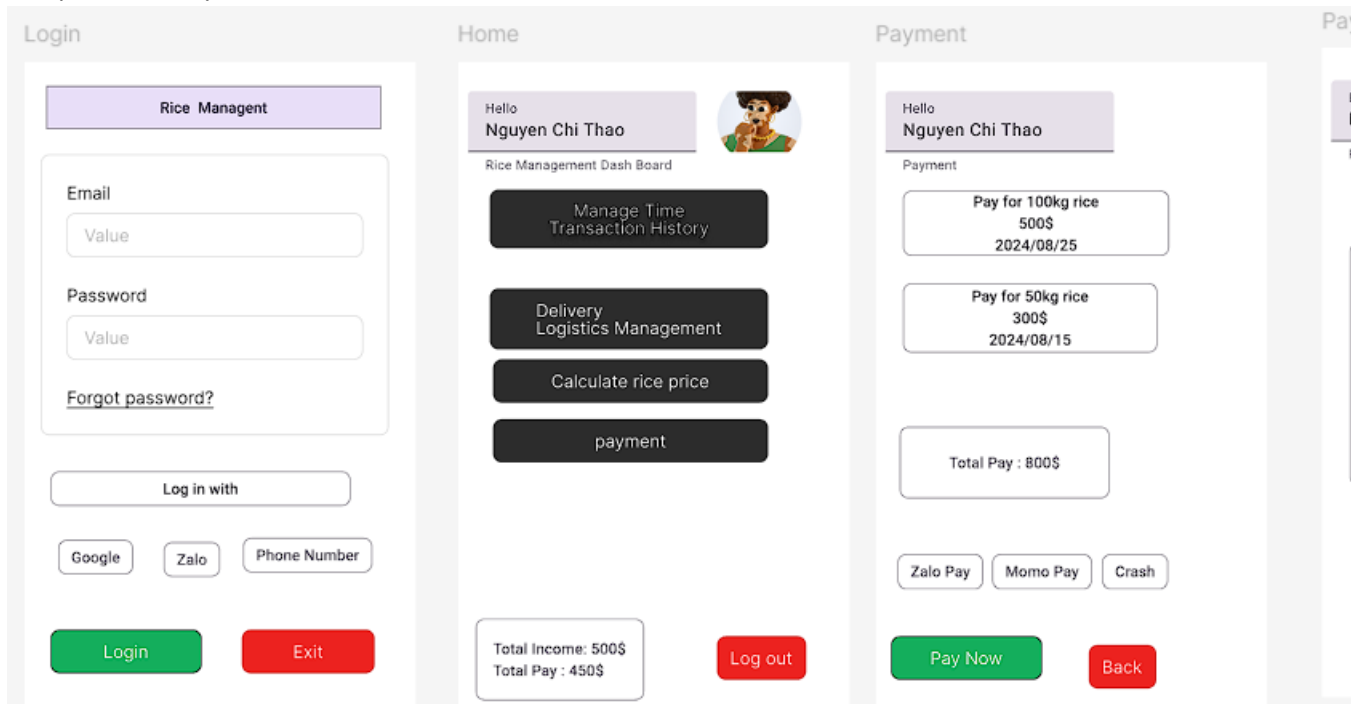 Login
Rice Managent
Email
Value
Password
Value
Forgot password?
Log in with
Google
Zalo
Phone Number
Login
Exit
Home
Hello
Nguyen Chi Thao
Rice Management Dash Board
Manage Time
Transaction History
Delivery
Logistics Management
Calculate rice price
payment
Total Income: 500$
Total Pay : 450$
Log out
Payment
Hello
Nguyen Chi Thao
Payment
Pay for 100kg rice
500$
2024/08/25
Pay for 50kg rice
300$
2024/08/15
Total Pay : 800$
Zalo Pay
Momo Pay
Crash
Pay Now
Back